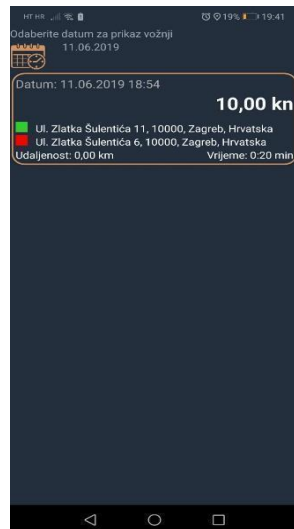 HT HR 19% 19:41
Odaberite datum za prikaz vožnji
11.06.2019
Datum: 11.06.2019 18:54
10,00 kn
Ul. Zlatka Šulentića 11, 10000, Zagreb, Hrvatska
Ul. Zlatka Šulentića 6, 10000, Zagreb, Hrvatska
Udaljenost: 0,00 km Vrijeme: 0:20 min